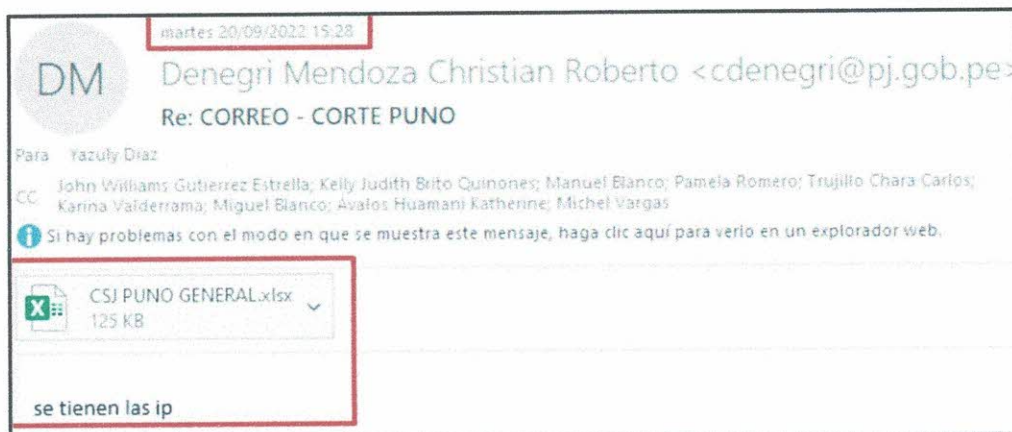 martes 20/09/2022 15:28
DM
Denegri Mendoza Christian Roberto <cdenegri@pj.gob.pe>
Re: CORREO - CORTE PUNO
Para Yazuly Diaz
CC John Williams Gutierrez Estrella; Kelly Judith Brito Quinones; Manuel Blanco; Pamela Romero; Trujillo Chara Carlos;
Karina Valderrama; Miguel Blanco; Avalos Huamani Katherine; Michel Vargas
Si hay problemas con el modo en que se muestra este mensaje, haga clic aquí para verlo en un explorador web.
CSJ PUNO GENERAL.xlsx
125 KB
se tienen las ip